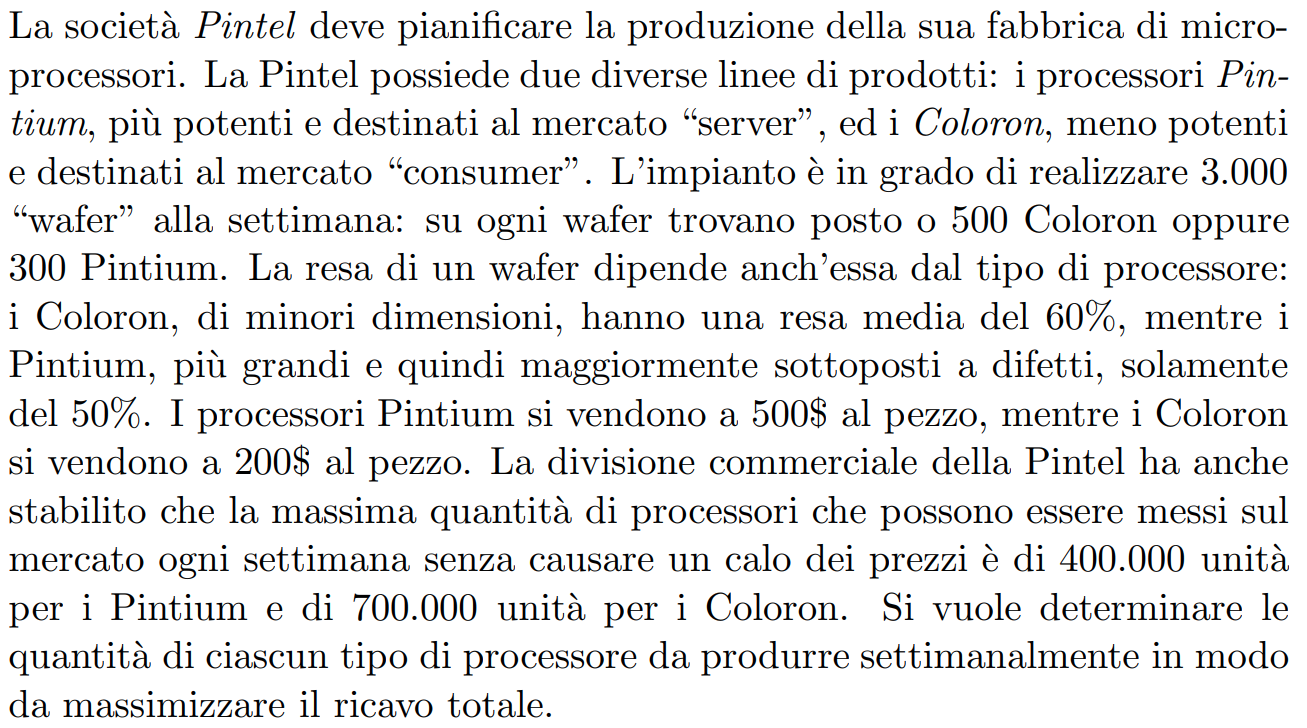 La società Pintel deve pianificare la produzione della sua fabbrica di micro-
processori. La Pintel possiede due diverse linee di prodotti: i processori Pin-
tium, più potenti e destinati al mercato “server”, ed i Coloron, meno potenti
e destinati al mercato “consumer”. L’impianto è in grado di realizzare 3.000
“wafer” alla settimana: su ogni wafer trovano posto o 500 Coloron oppure
300 Pintium. La resa di un wafer dipende anch’essa dal tipo di processore:
i Coloron, di minori dimensioni, hanno una resa media del 60%, mentre i
Pintium, più grandi e quindi maggiormente sottoposti a difetti, solamente
del 50%. I processori Pintium si vendono a 500$ al pezzo, mentre i Coloron
si vendono a 200$ al pezzo. La divisione commerciale della Pintel ha anche
stabilito che la massima quantità di processori che possono essere messi sul
mercato ogni settimana senza causare un calo dei prezzi è di 400.000 unità
per i Pintium e di 700.000 unità per i Coloron. Si vuole determinare le
quantità di ciascun tipo di processore da produrre settimanalmente in modo
da massimizzare il ricavo totale.